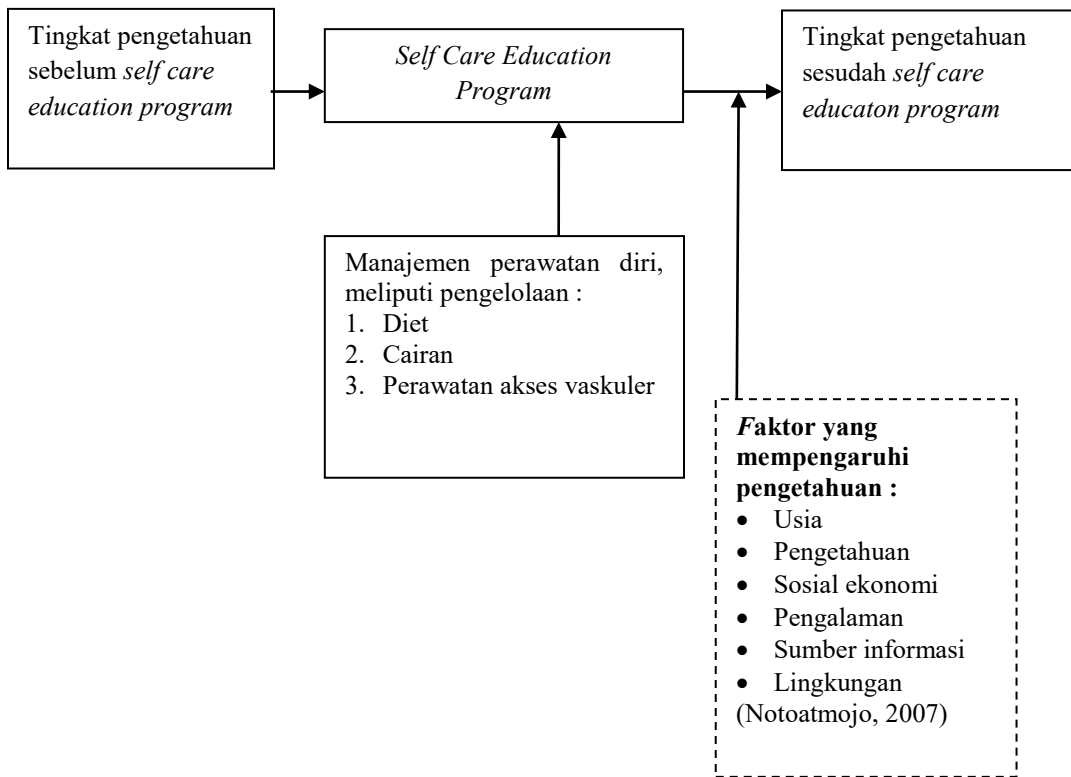 Tingkat pengetahuan
sebelum self care
education program
Self Care Education
Program
Tingkat pengetahuan
sesudah self care
educaton program
Manajemen perawatan diri,
meliputi pengelolaan :
1. Diet
2. Cairan
3. Perawatan akses vaskuler
Faktor yang
mempengaruhi
pengetahuan :
• Usia
• Pengetahuan
• Sosial ekonomi
• Pengalaman
• Sumber informasi
• Lingkungan
(Notoatmojo, 2007)